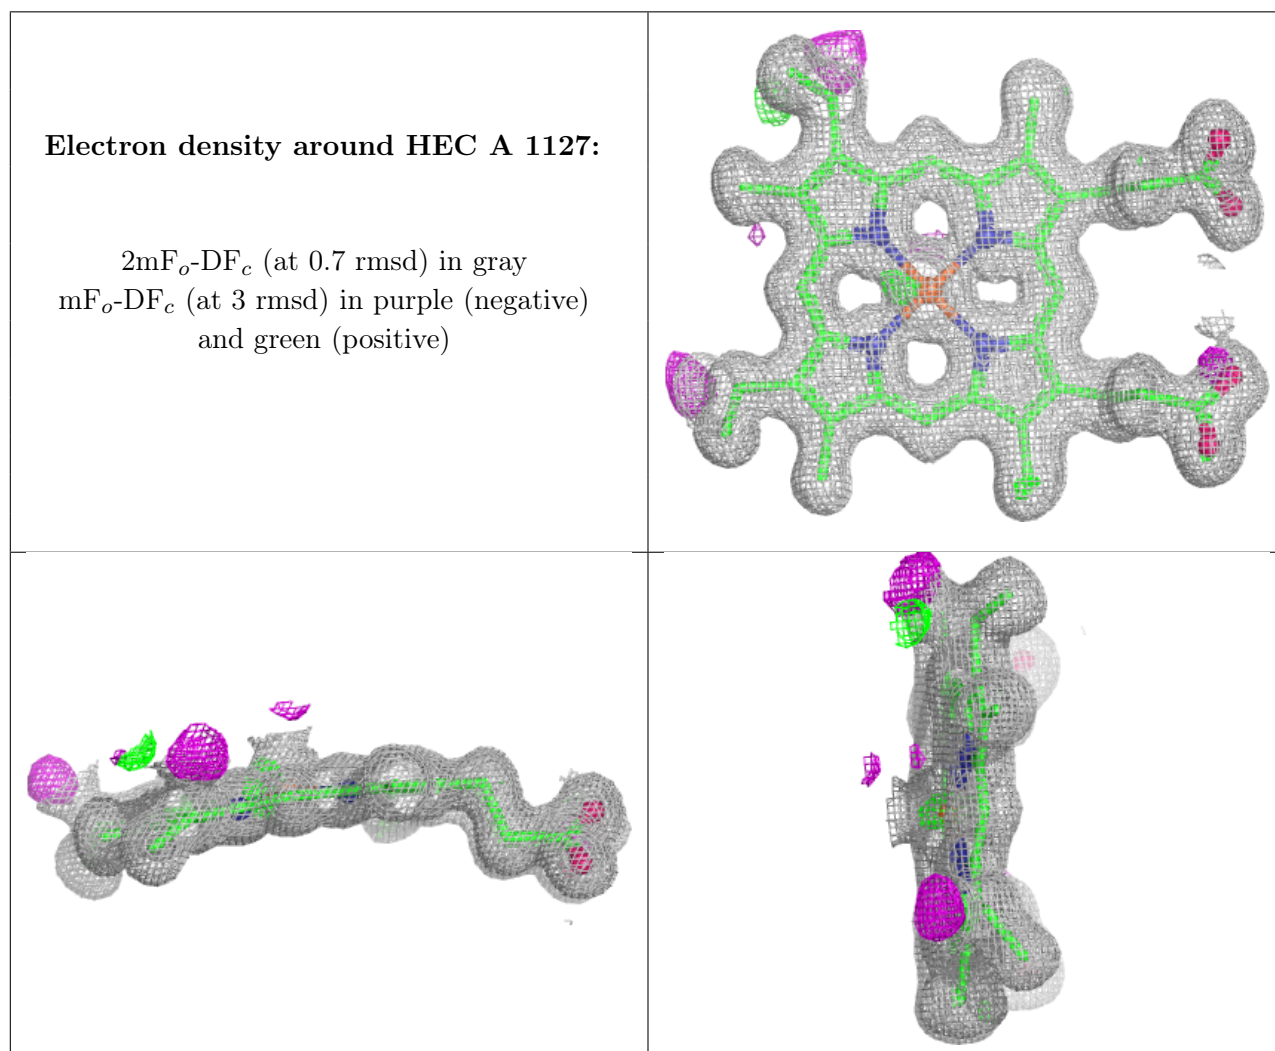 Electron density around HEC A 1127:
2mFₒ-DF𝒸 (at 0.7 rmsd) in gray
mFₒ-DF𝒸 (at 3 rmsd) in purple (negative)
and green (positive)